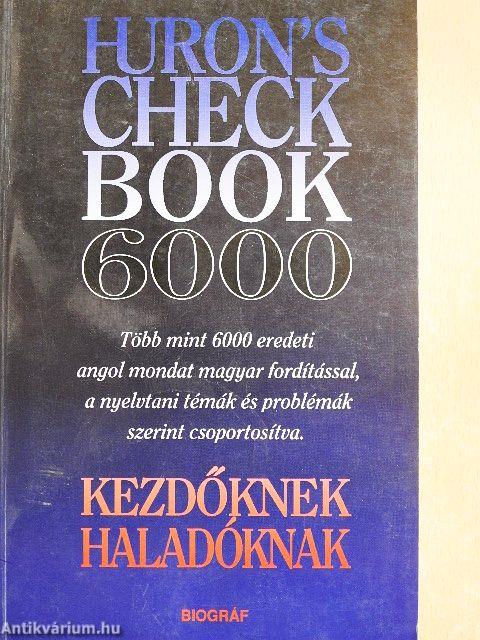 HURON'S
CHECK
BOOK
6000
Több mint 6000 eredeti
angol mondat magyar fordítással,
a nyelvtani témák és problémák
szerint csoportosítva.
KEZDŐKNEK
HALADÓKNAK
BIOGRÁF
Antikvárium.hu